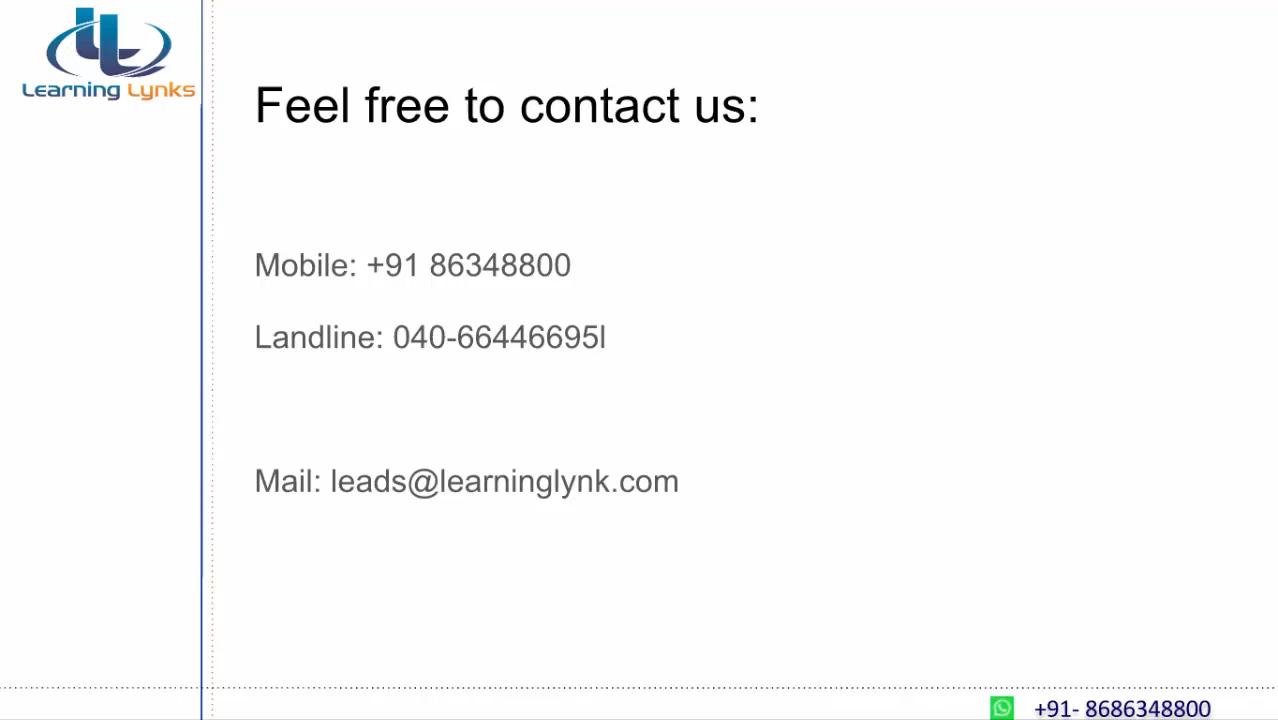 Learning Lynks
Feel free to contact us:
Mobile: +91 86348800
Landline: 040-66446695l
Mail: leads@learninglynk.com
+91- 8686348800